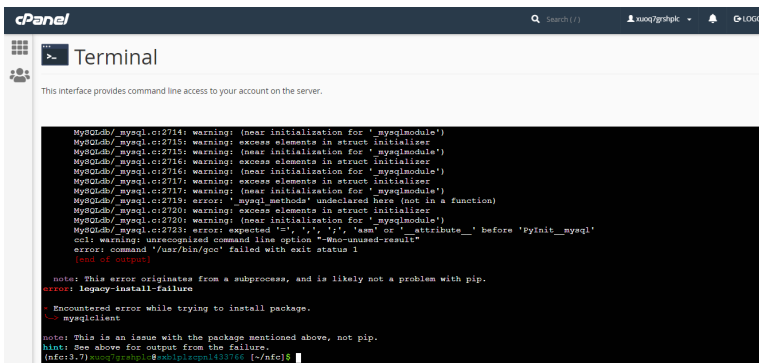 cPanel
Search ( / )
xuoq7grshplc
LOGO
Terminal
This interface provides command line access to your account on the server.
MySQLdb/_mysql.c:2714: warning: (near initialization for '_mysqlmodule')
MySQLdb/_mysql.c:2715: warning: excess elements in struct initializer
MySQLdb/_mysql.c:2715: warning: (near initialization for '_mysqlmodule')
MySQLdb/_mysql.c:2716: warning: excess elements in struct initializer
MySQLdb/_mysql.c:2716: warning: (near initialization for '_mysqlmodule')
MySQLdb/_mysql.c:2717: warning: excess elements in struct initializer
MySQLdb/_mysql.c:2717: warning: (near initialization for '_mysqlmodule')
MySQLdb/_mysql.c:2719: error: '_mysql_methods' undeclared here (not in a function)
MySQLdb/_mysql.c:2720: warning: excess elements in struct initializer
MySQLdb/_mysql.c:2720: warning: (near initialization for '_mysqlmodule')
MySQLdb/_mysql.c:2723: error: expected '=', ',', ';', 'asm' or '__attribute__' before 'PyInit__mysql'
cc1: warning: unrecognized command line option "-Wno-unused-result"
error: command '/usr/bin/gcc' failed with exit status 1
[end of output]
note: This error originates from a subprocess, and is likely not a problem with pip.
error: legacy-install-failure
× Encountered error while trying to install package.
╰─> mysqlclient
note: This is an issue with the package mentioned above, not pip.
hint: See above for output from the failure.
(nfc:3.7)xuoq7grshplc@sxb1plzcpnl433766 [~/nfc]$